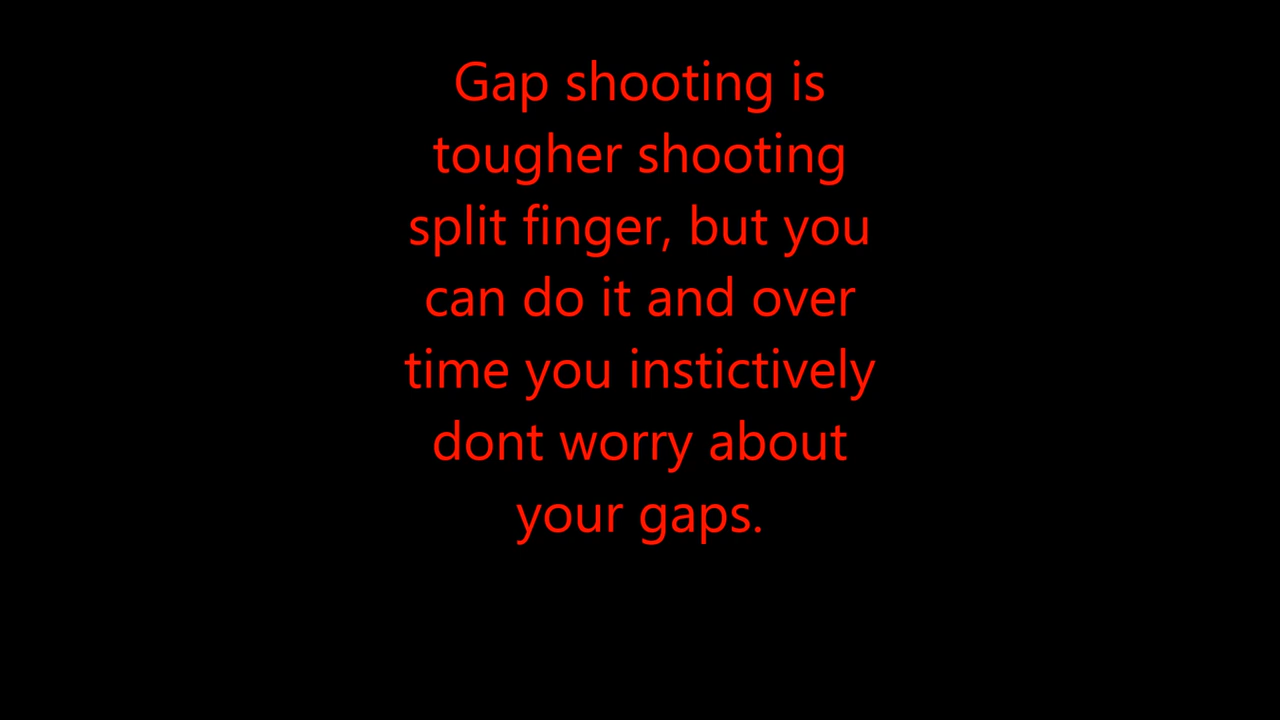 Gap shooting is
tougher shooting
split finger, but you
can do it and over
time you instictively
dont worry about
your gaps.